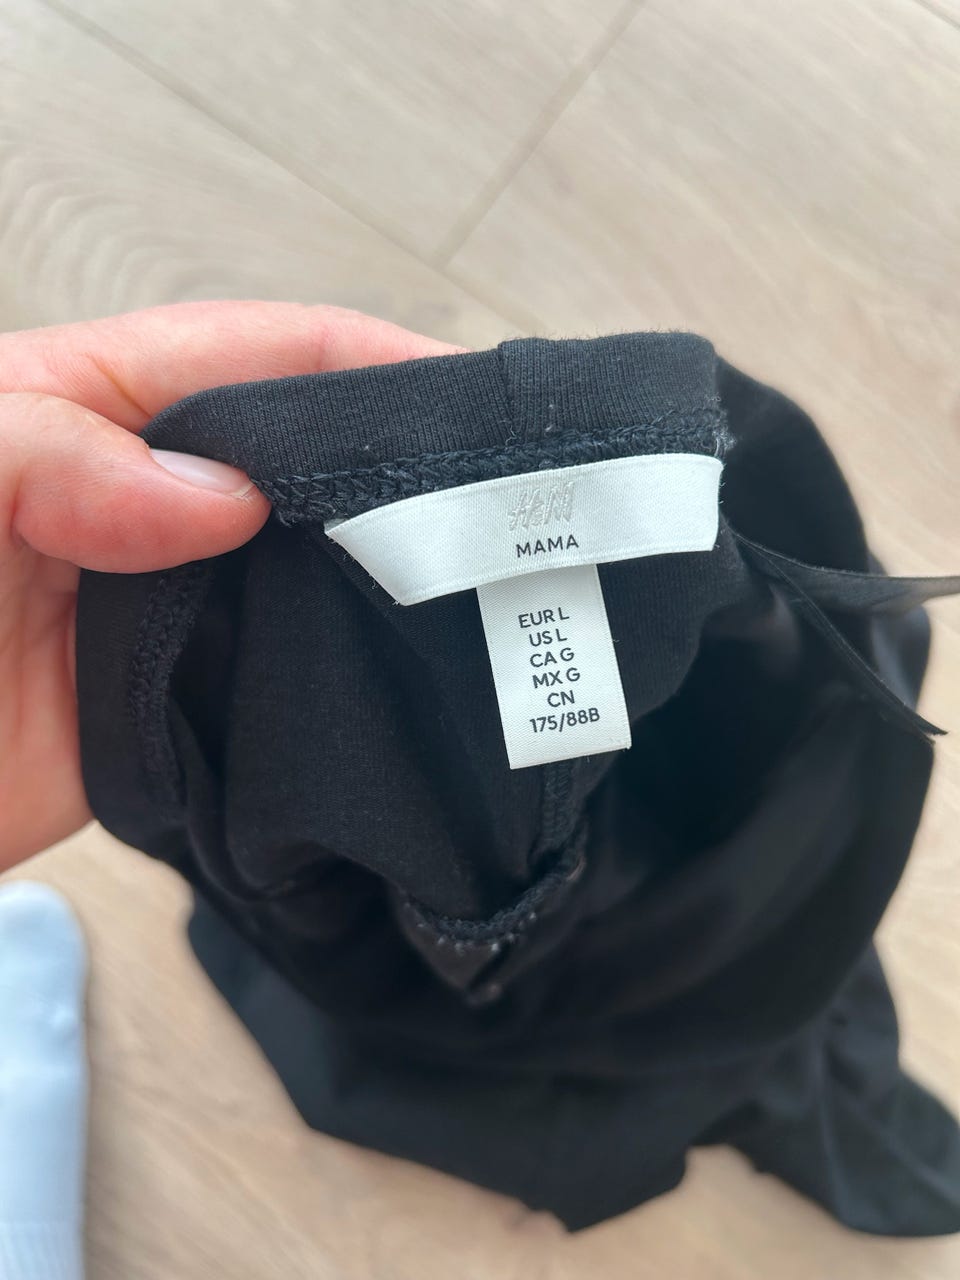 H&M
MAMA
EUR L
US L
CA G
MX G
CN
175/88B